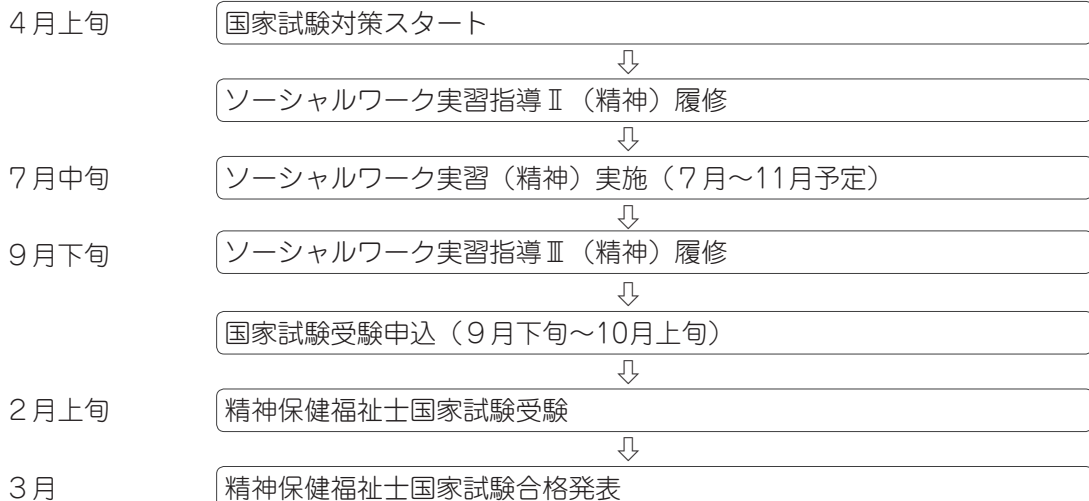 4月上旬 国家試験対策スタート
⇩
ソーシャルワーク実習指導Ⅱ（精神）履修
⇩
7月中旬 ソーシャルワーク実習（精神）実施（7月～11月予定）
⇩
9月下旬 ソーシャルワーク実習指導Ⅲ（精神）履修
⇩
国家試験受験申込（9月下旬～10月上旬）
⇩
2月上旬 精神保健福祉士国家試験受験
⇩
3月 精神保健福祉士国家試験合格発表